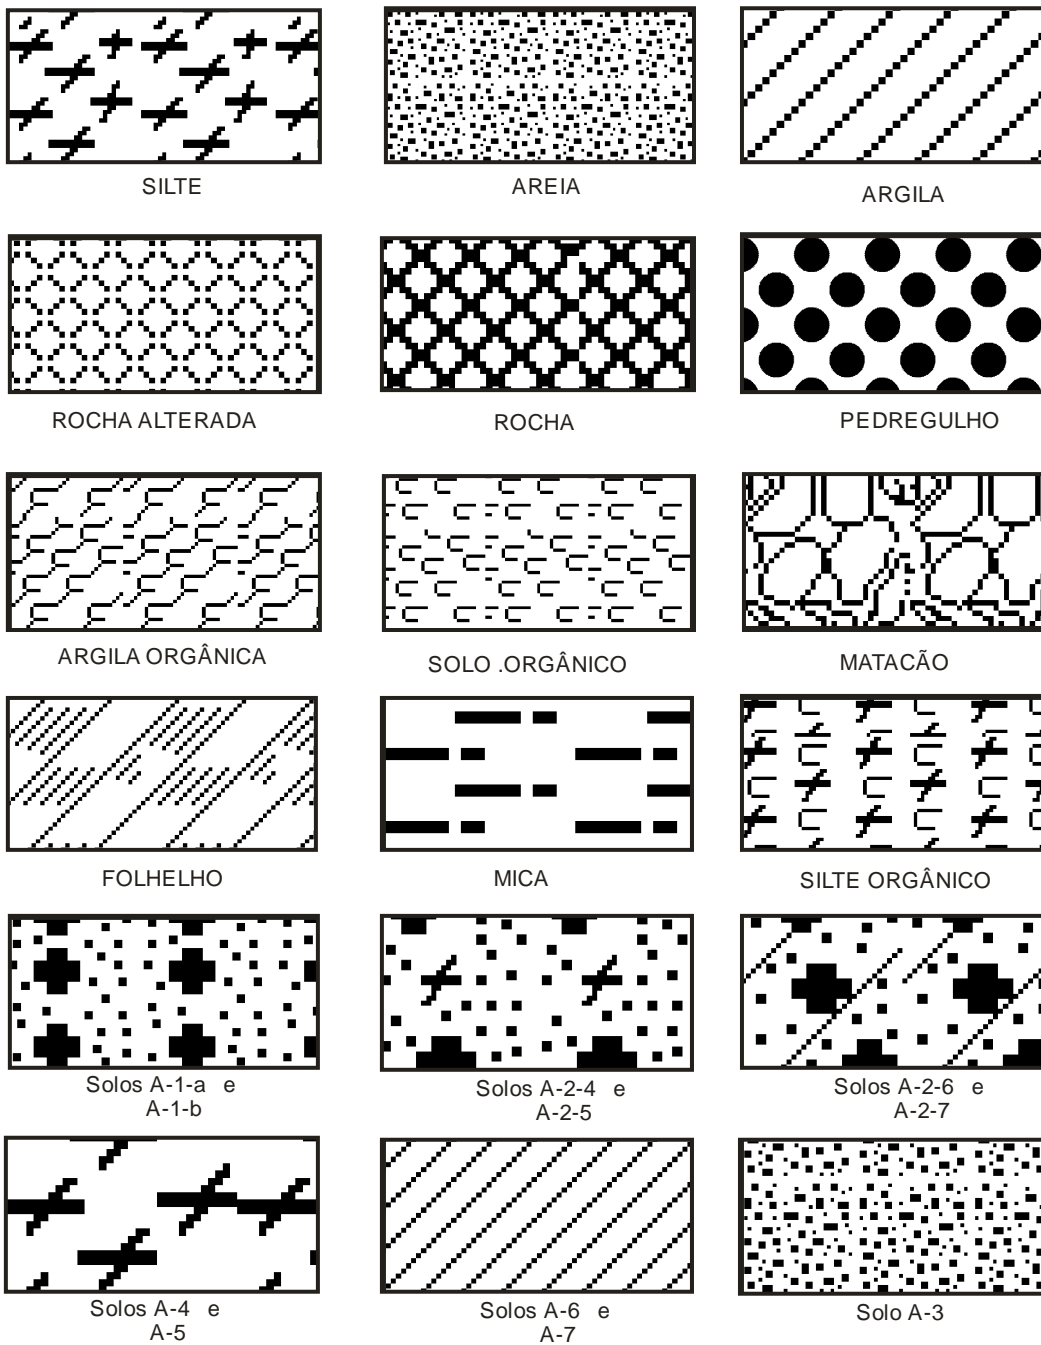 SILTE
AREIA
ARGILA
ROCHA ALTERADA
ROCHA
PEDREGULHO
ARGILA ORGÂNICA
SOLO .ORGÂNICO
MATACÃO
FOLHELHO
MICA
SILTE ORGÂNICO
Solos A-1-a e
A-1-b
Solos A-2-4 e
A-2-5
Solos A-2-6 e
A-2-7
Solos A-4 e
A-5
Solos A-6 e
A-7
Solo A-3